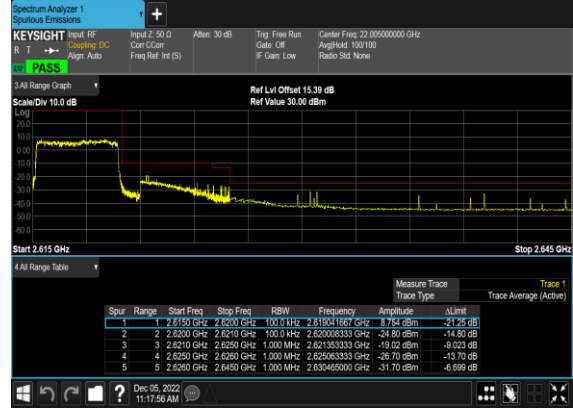 Spectrum Analyzer 1
Spurious Emissions
+
KEYSIGHT Input: RF Input Z: 50 Ω Atten: 30 dB Trig: Free Run Center Freq: 22.005000000 GHz
R T Coupling: DC Corr CCorr Gate: Off Avg|Hold: 100/100
Align: Auto Freq Ref: Int (S) IF Gain: Low Radio Std: None
PASS
3 All Range Graph
Ref Lvl Offset 15.39 dB
Scale/Div 10.0 dB Ref Value 30.00 dBm
Log
20.0
10.0
0.00
-10.0
-20.0
-30.0
-40.0
-50.0
-60.0
Start 2.615 GHz Stop 2.645 GHz
4 All Range Table
Measure Trace Trace 1
Trace Type Trace Average (Active)
Spur Range Start Freq Stop Freq RBW Frequency Amplitude ΔLimit
1 1 2.6150 GHz 2.6200 GHz 100.0 kHz 2.619041667 GHz 8.754 dBm -21.25 dB
2 2 2.6200 GHz 2.6210 GHz 100.0 kHz 2.620008333 GHz -24.80 dBm -14.80 dB
3 3 2.6210 GHz 2.6250 GHz 1.000 MHz 2.621353333 GHz -19.02 dBm -9.023 dB
4 4 2.6250 GHz 2.6260 GHz 1.000 MHz 2.625063333 GHz -26.70 dBm -13.70 dB
5 5 2.6260 GHz 2.6450 GHz 1.000 MHz 2.630465000 GHz -31.70 dBm -6.699 dB
? Dec 05, 2022
11:17:56 AM